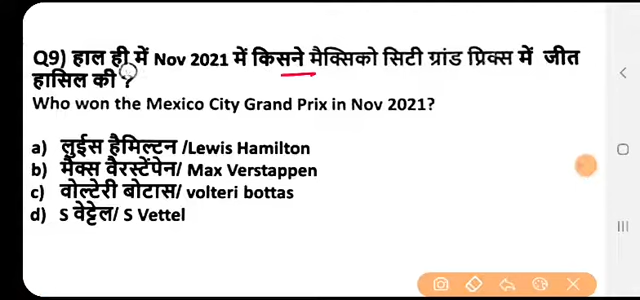 Q9) हाल ही में Nov 2021 में किसने मैक्सिको सिटी ग्रांड प्रिक्स में जीत
हासिल की ?
Who won the Mexico City Grand Prix in Nov 2021?
a) लुईस हैमिल्टन /Lewis Hamilton
b) मैक्स वैरस्टेंपेन/ Max Verstappen
c) वोल्टेरी बोटास/ volteri bottas
d) S वेट्टेल/ S Vettel